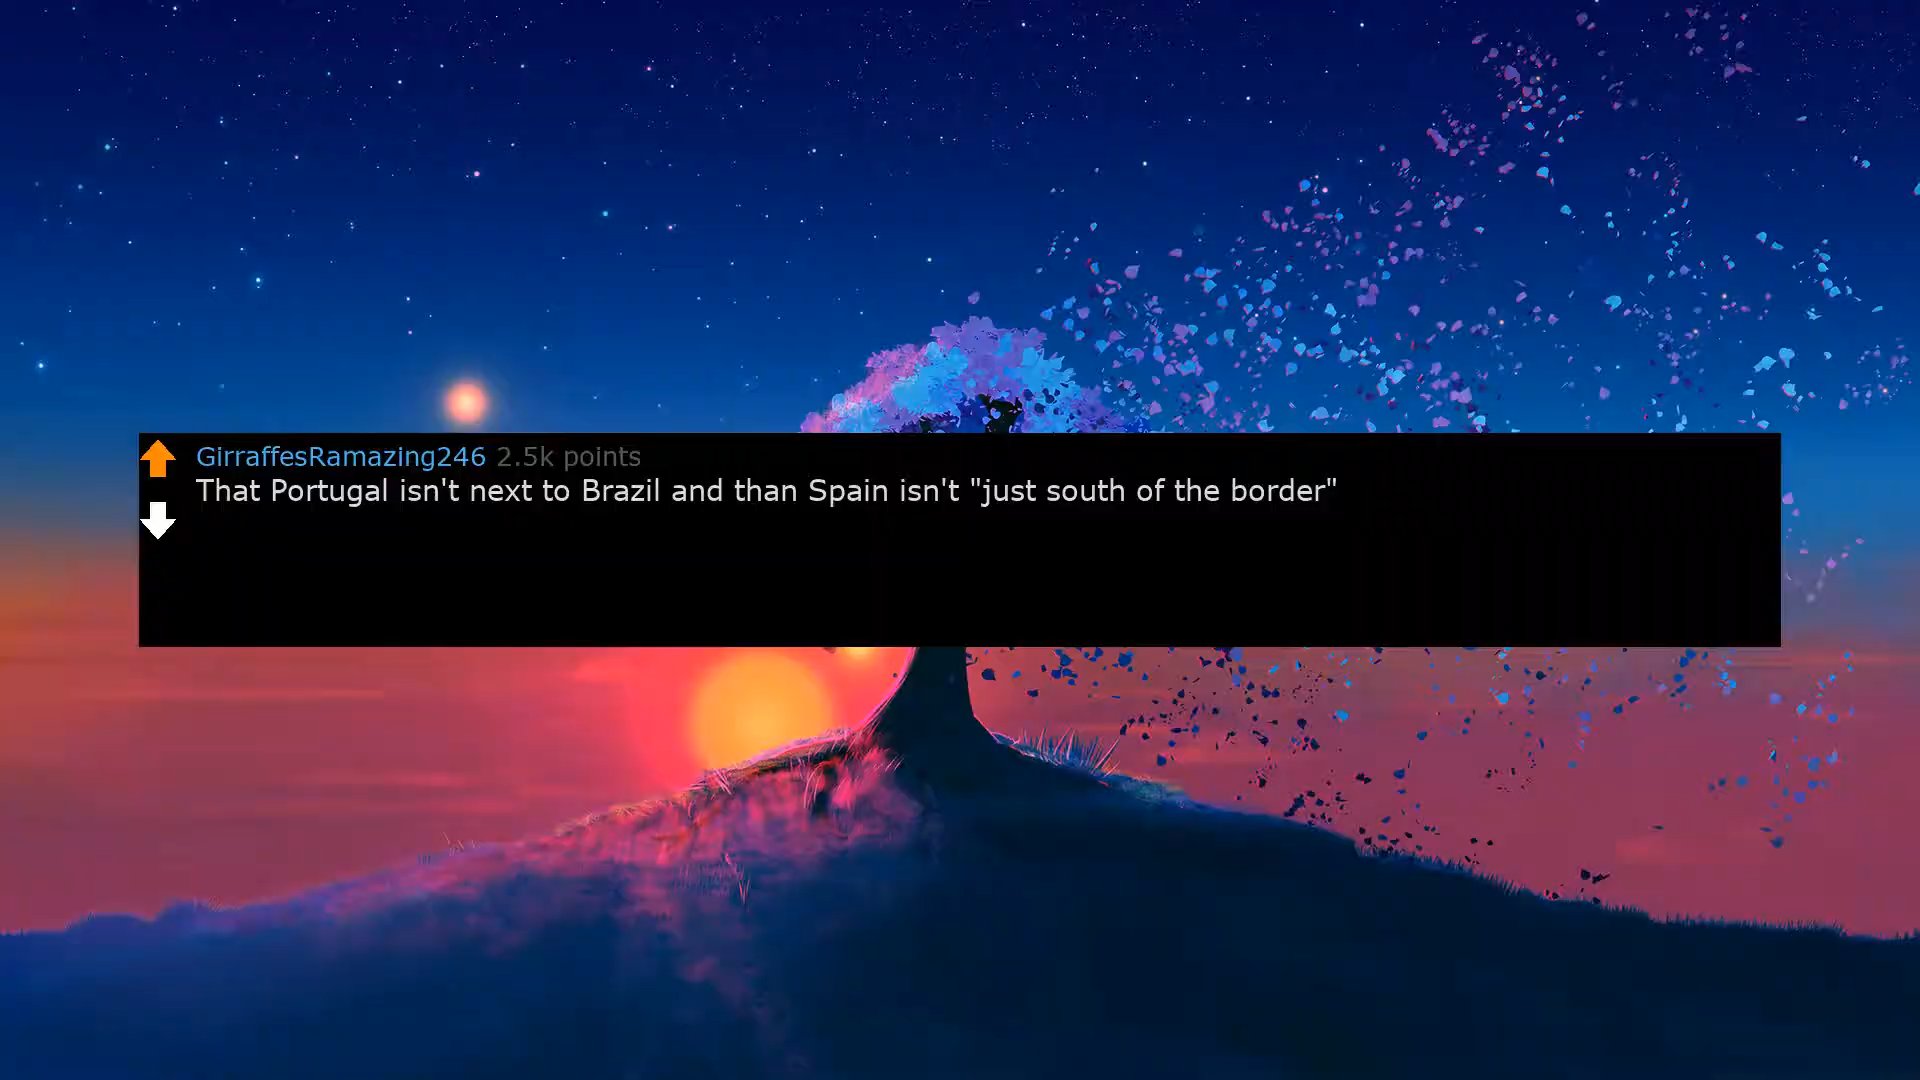 GirraffesRamazing246 2.5k points
That Portugal isn't next to Brazil and than Spain isn't "just south of the border"